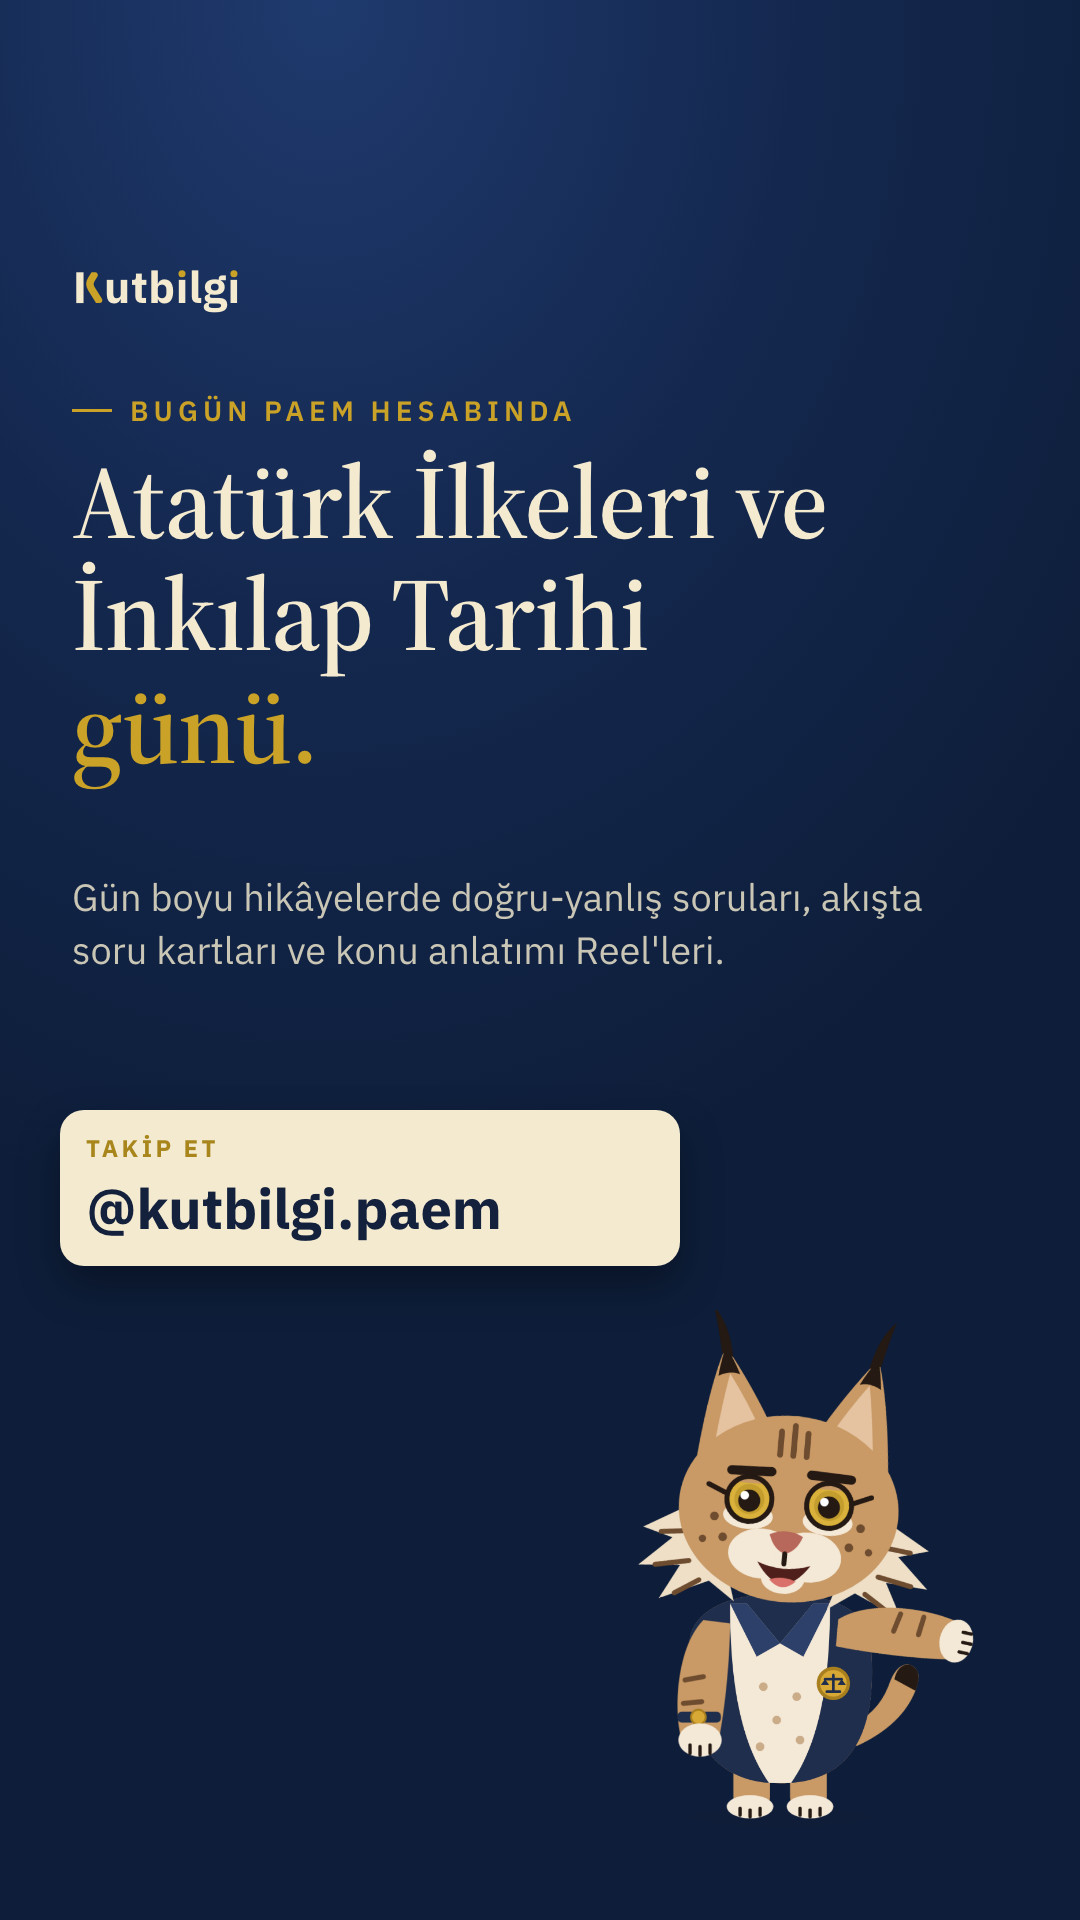 Kutbilgi
BUGÜN PAEM HESABINDA
Atatürk İlkeleri ve
İnkılap Tarihi
günü.
Gün boyu hikâyelerde doğru-yanlış soruları, akışta
soru kartları ve konu anlatımı Reel'leri.
TAKİP ET
@kutbilgi.paem